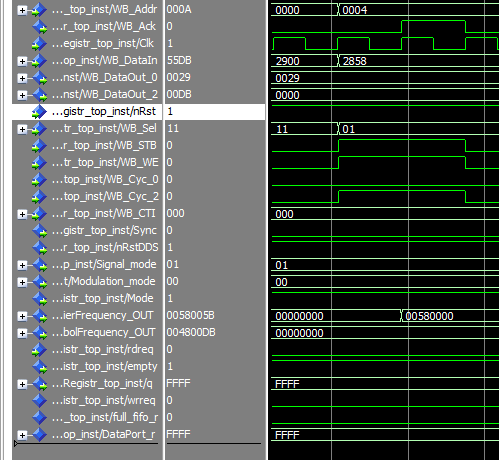 ..._top_inst/WB_Addr 000A 0000 0004
...r_top_inst/WB_Ack 0
...egistr_top_inst/Clk 1
...op_inst/WB_DataIn 55DB 2900 2858
...nst/WB_DataOut_0 0029 0029
...nst/WB_DataOut_2 00DB 0000
...gistr_top_inst/nRst 1
...tr_top_inst/WB_Sel 11 11 01
...r_top_inst/WB_STB 0
...tr_top_inst/WB_WE 0
...top_inst/WB_Cyc_0 0
...top_inst/WB_Cyc_2 0
...r_top_inst/WB_CTI 000 000
...gistr_top_inst/Sync 0
...r_top_inst/nRstDDS 1
...p_inst/Signal_mode 01 01
...t/Modulation_mode 00 00
...istr_top_inst/Mode 1
...ierFrequency_OUT 0058005B 00000000 00580000
...bolFrequency_OUT 004800DB 00000000
...istr_top_inst/rdreq 0
...istr_top_inst/empty 1
...Registr_top_inst/q FFFF FFFF
...istr_top_inst/wrreq 0
..._top_inst/full_fifo_r 0
...op_inst/DataPort_r FFFF FFFF